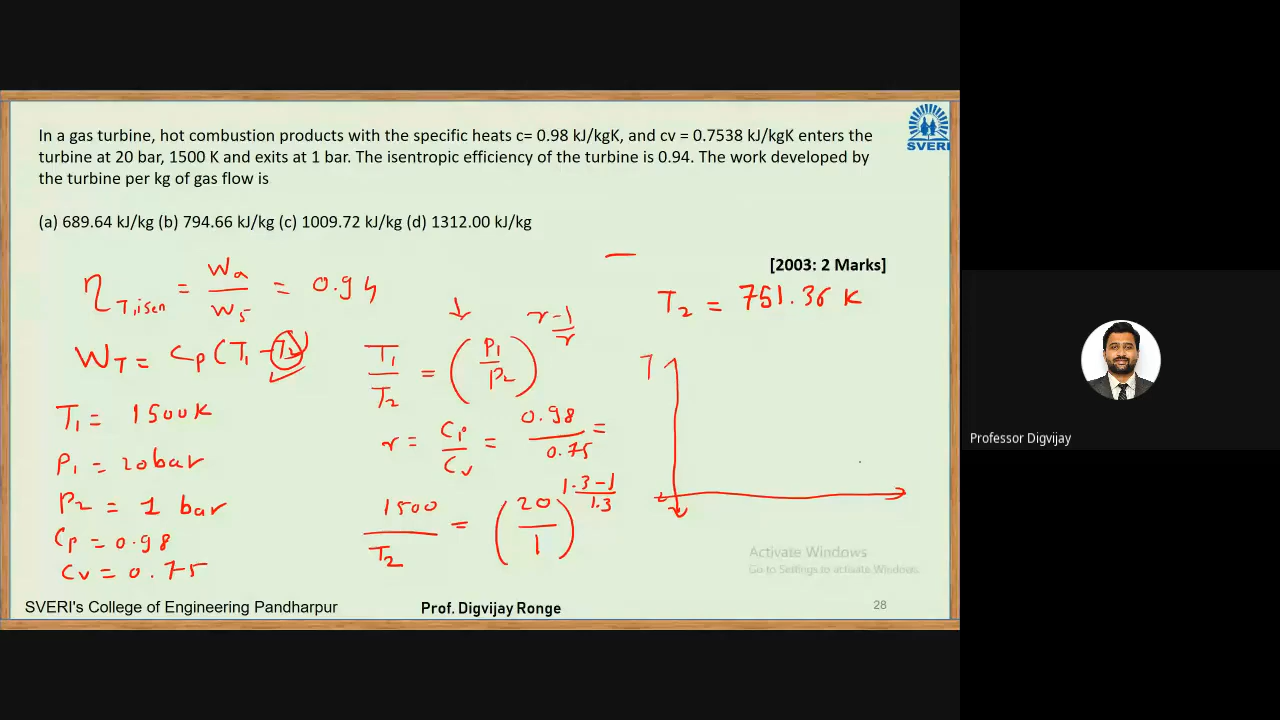 In a gas turbine, hot combustion products with the specific heats c= 0.98 kJ/kgK, and cv = 0.7538 kJ/kgK enters the
turbine at 20 bar, 1500 K and exits at 1 bar. The isentropic efficiency of the turbine is 0.94. The work developed by
the turbine per kg of gas flow is
SVERI
(a) 689.64 kJ/kg (b) 794.66 kJ/kg (c) 1009.72 kJ/kg (d) 1312.00 kJ/kg
[2003: 2 Marks]
η T,isen = Wa / Ws = 0.94
T2 = 751.36 K
WT = Cp (T1 - T2)
T1 / T2 = (P1 / P2) r-1 / r
T
T1 = 1500K
r = Cp / Cv = 0.98 / 0.75 =
P1 = 20bar
P2 = 1 bar
1500 / T2 = (20 / 1) 1.3-1 / 1.3
Cp = 0.98
Cv = 0.75
Activate Windows
Go to Settings to activate Windows.
SVERI's College of Engineering Pandharpur
Prof. Digvijay Ronge
28
Professor Digvijay